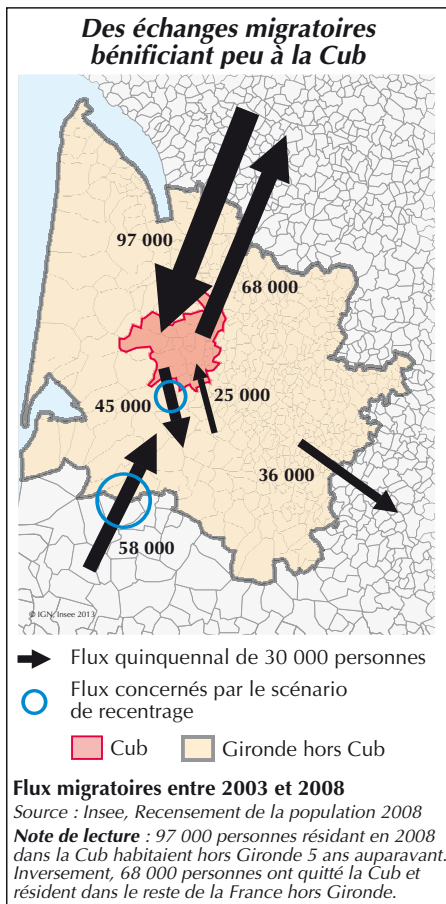 Des échanges migratoires
bénificiant peu à la Cub
97 000
68 000
45 000
25 000
36 000
58 000
© IGN, Insee 2013
Flux quinquennal de 30 000 personnes
Flux concernés par le scénario
de recentrage
Cub
Gironde hors Cub
Flux migratoires entre 2003 et 2008
Source : Insee, Recensement de la population 2008
Note de lecture : 97 000 personnes résidant en 2008
dans la Cub habitaient hors Gironde 5 ans auparavant.
Inversement, 68 000 personnes ont quitté la Cub et
résident dans le reste de la France hors Gironde.